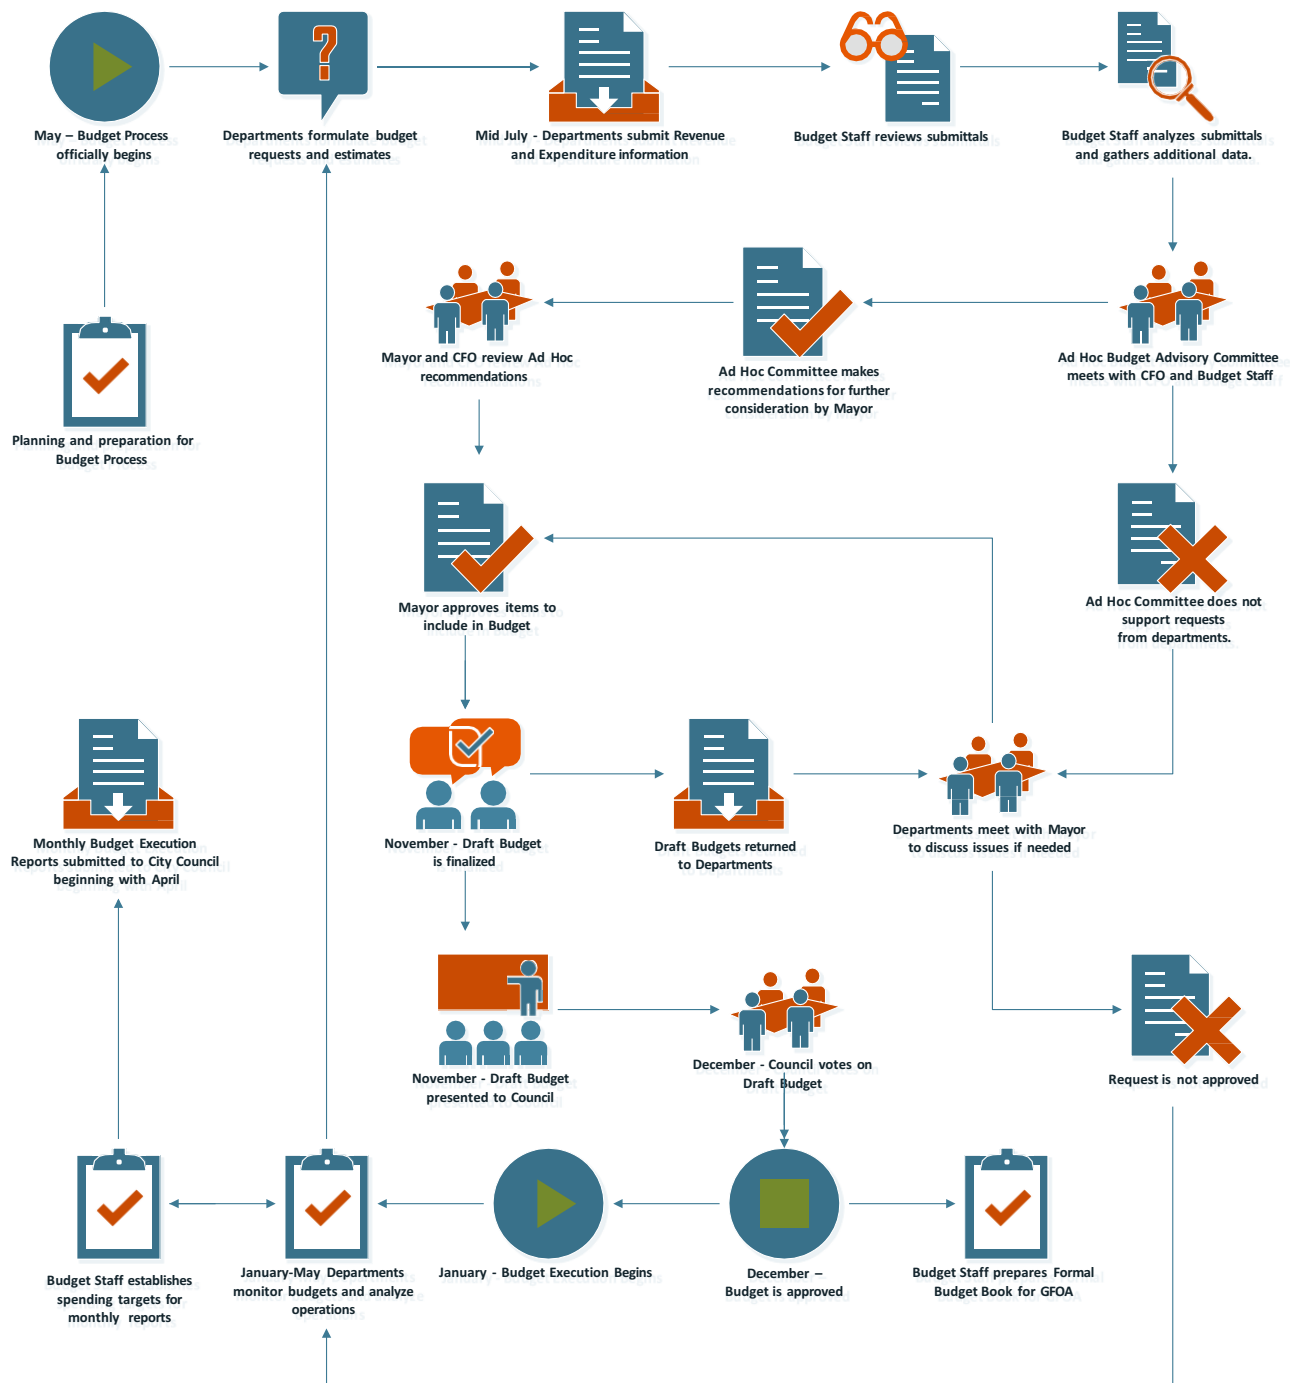 May – Budget Process
officially begins
Departments formulate budget
requests and estimates
Mid July - Departments submit Revenue
and Expenditure information
Budget Staff reviews submittals
Budget Staff analyzes submittals
and gathers additional data.
Planning and preparation for
Budget Process
Mayor and CFO review Ad Hoc
recommendations
Ad Hoc Committee makes
recommendations for further
consideration by Mayor
Ad Hoc Budget Advisory Committee
meets with CFO and Budget Staff
Mayor approves items to
include in Budget
Ad Hoc Committee does not
support requests
from departments.
Monthly Budget Execution
Reports submitted to City Council
beginning with April
November - Draft Budget
is finalized
Draft Budgets returned
to Departments
Departments meet with Mayor
to discuss issues if needed
November - Draft Budget
presented to Council
December - Council votes on
Draft Budget
Request is not approved
Budget Staff establishes
spending targets for
monthly reports
January-May Departments
monitor budgets and analyze
operations
January - Budget Execution Begins
December –
Budget is approved
Budget Staff prepares Formal
Budget Book for GFOA